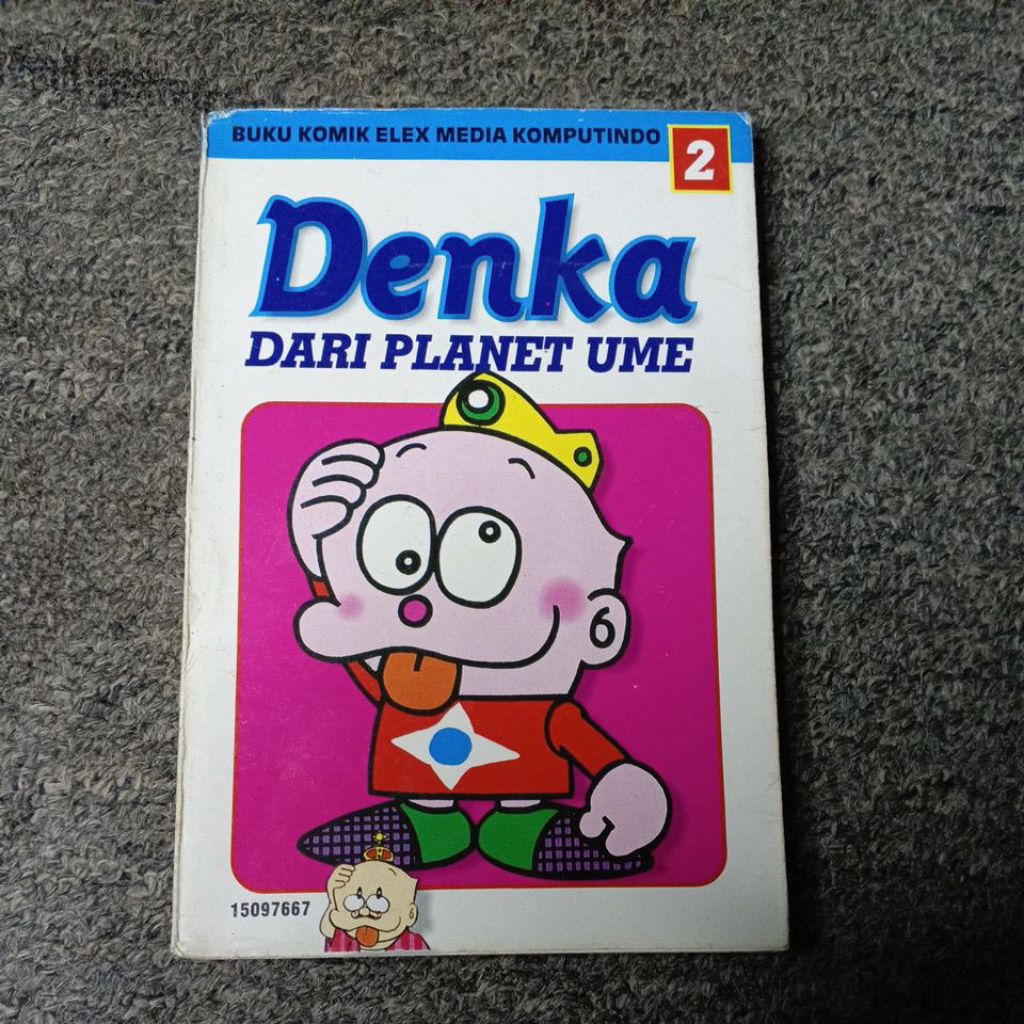 BUKU KOMIK ELEX MEDIA KOMPUTINDO
2
Denka
DARI PLANET UME
15097667